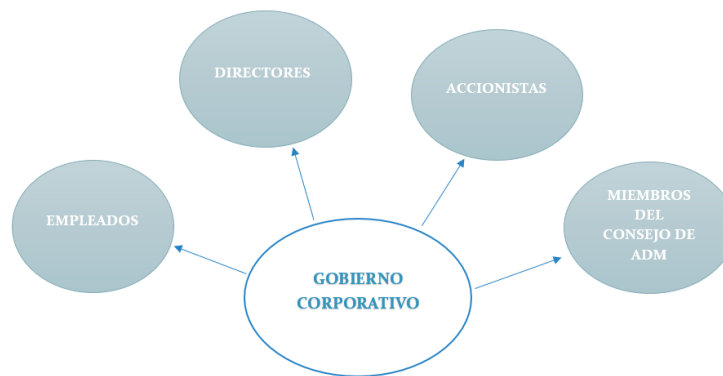 DIRECTORES
ACCIONISTAS
EMPLEADOS
MIEMBROS
DEL
CONSEJO DE
ADM
GOBIERNO
CORPORATIVO